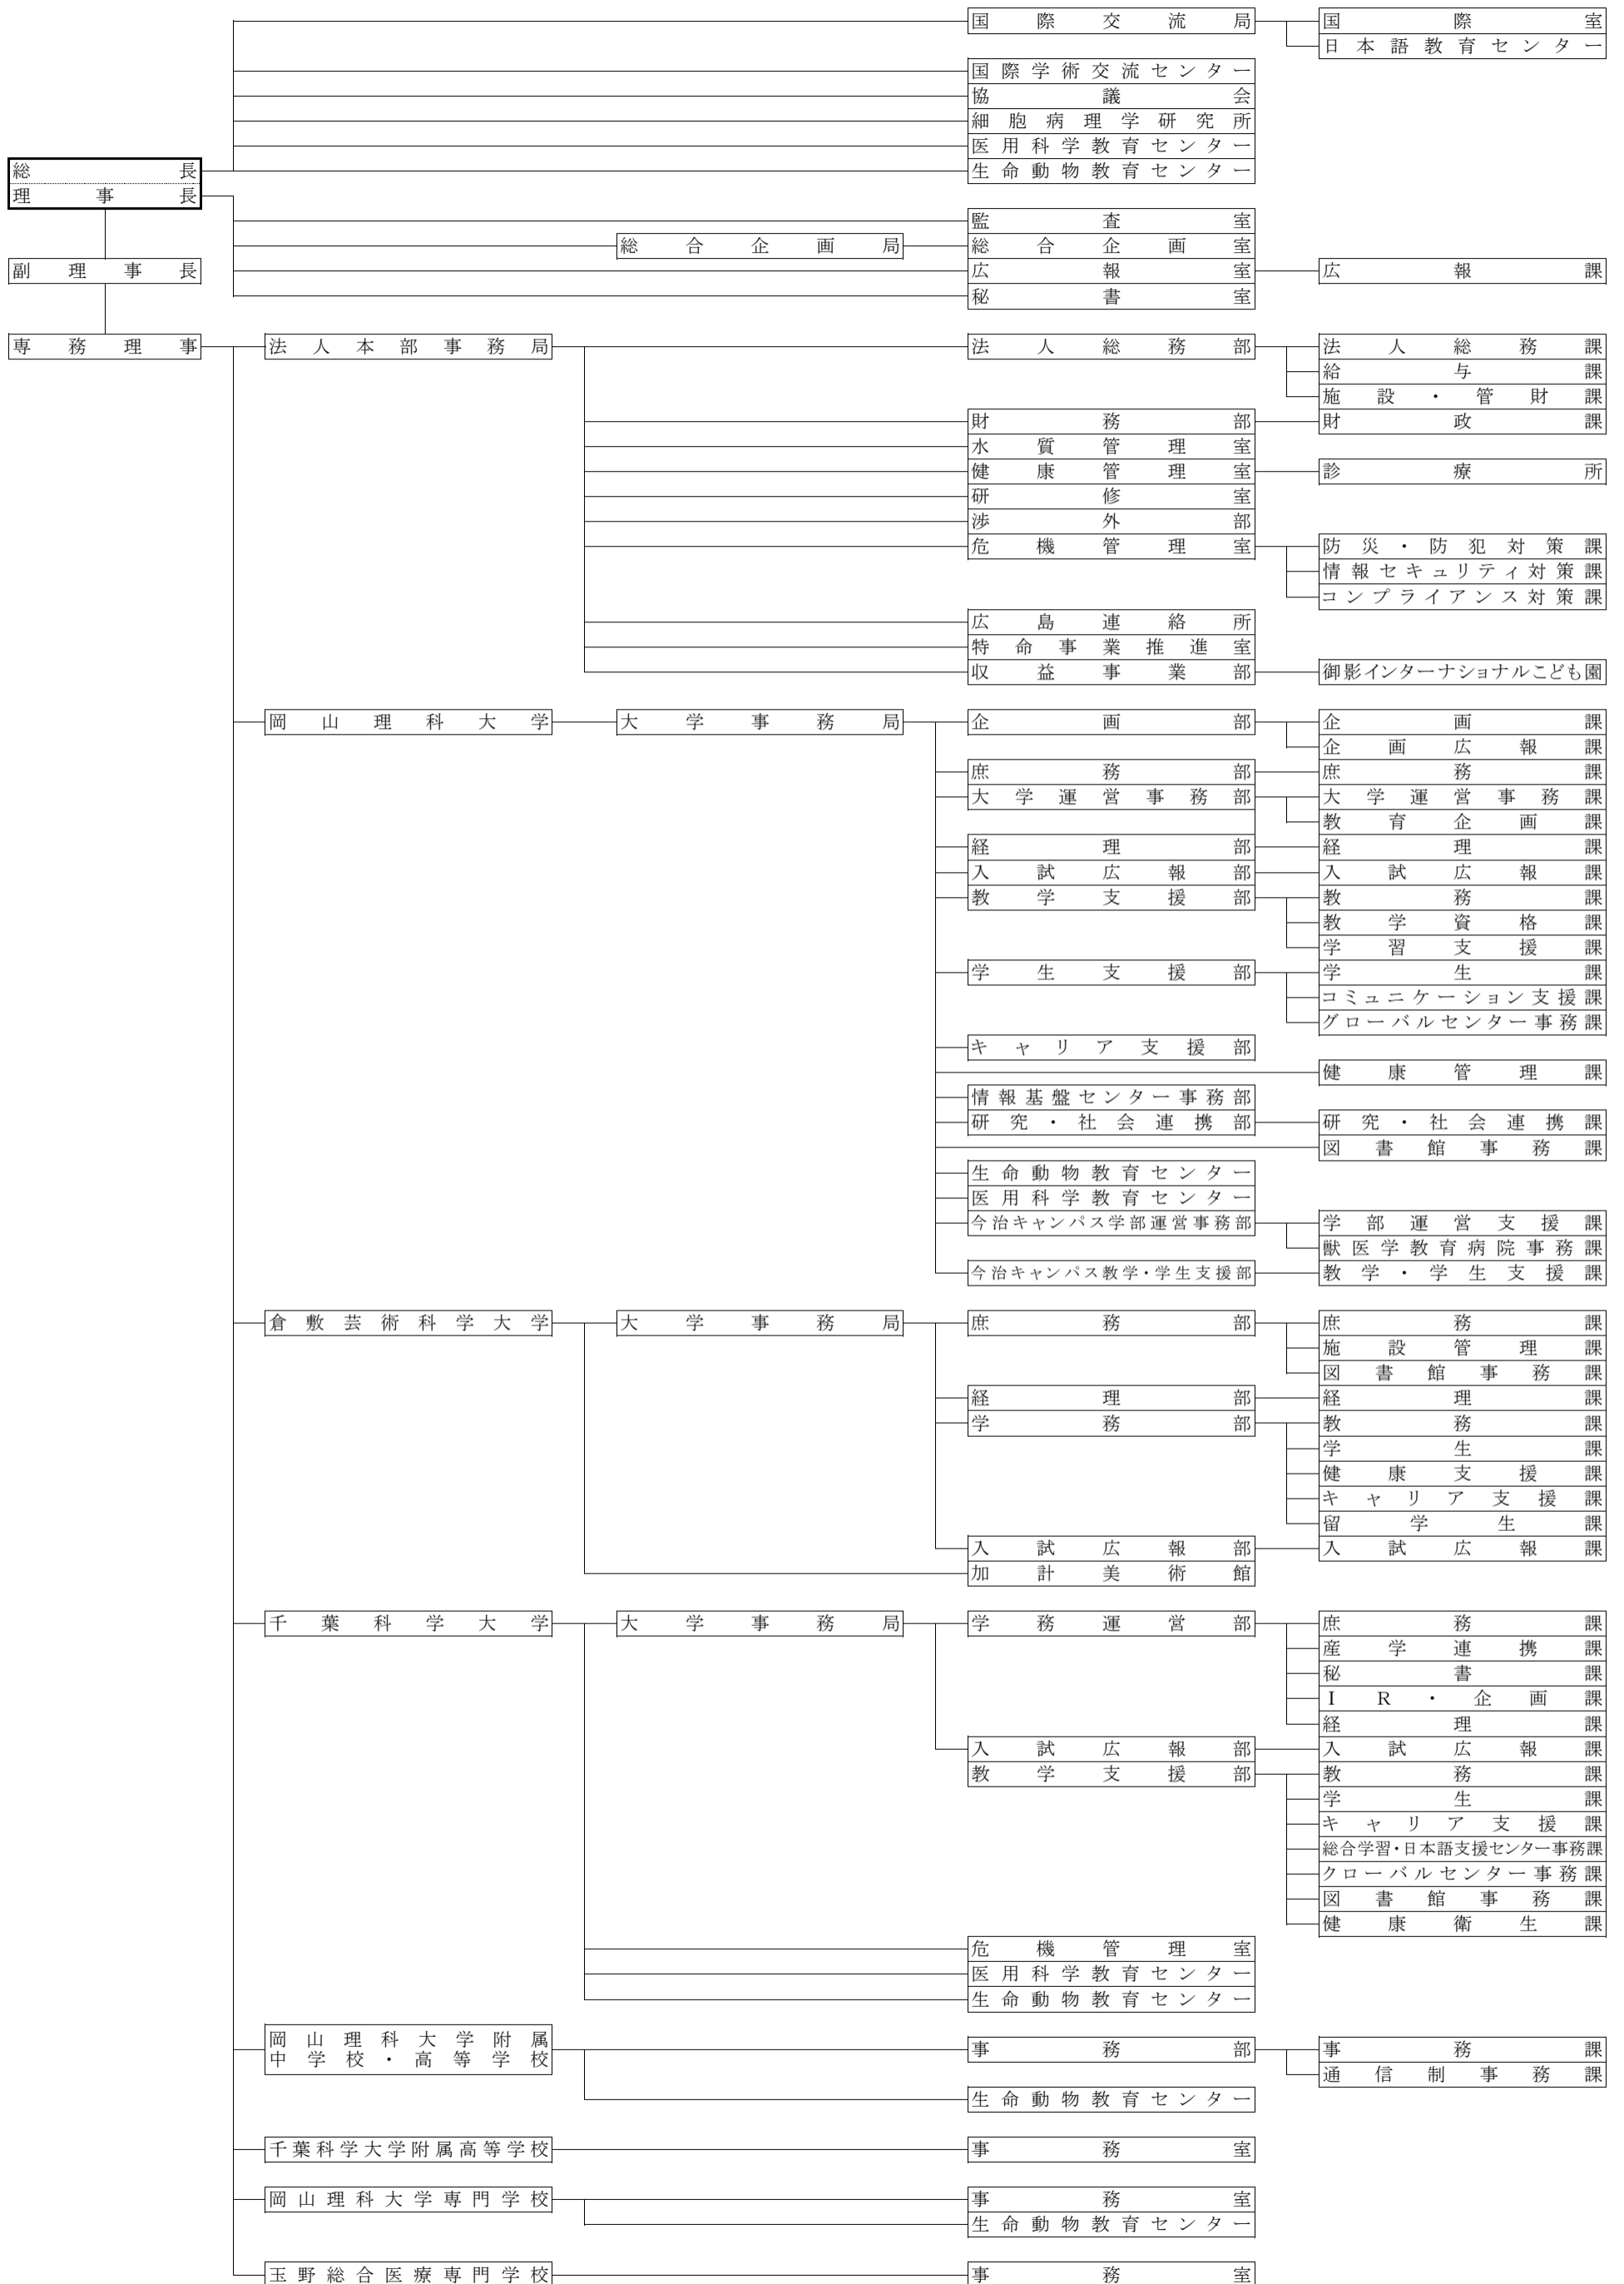 国際交流局 国際室
日本語教育センター
国際学術交流センター
協議会
細胞病理学研究所
医用科学教育センター
総長 生命動物教育センター
理事長
監査室
総合企画局 総合企画室
副理事長 広報室 広報課
秘書室
専務理事 法人本部事務局 法人総務部 法人総務課
給与課
施設・管財課
財務部 財政課
水質管理室
健康管理室 診療所
研修室
渉外部
危機管理室 防災・防犯対策課
情報セキュリティ対策課
コンプライアンス対策課
広島連絡所
特命事業推進室
収益事業部 御影インターナショナルこども園
岡山理科大学 大学事務局 企画部 企画課
企画広報課
庶務部 庶務課
大学運営事務部 大学運営事務課
教育企画課
経理部 経理課
入試広報部 入試広報課
教学支援部 教務課
教学資格課
学習支援課
学生支援部 学生課
コミュニケーション支援課
グローバルセンター事務課
キャリア支援部
健康管理課
情報基盤センター事務部
研究・社会連携部 研究・社会連携課
図書館事務課
生命動物教育センター
医用科学教育センター
今治キャンパス学部運営事務部 学部運営支援課
獣医学教育病院事務課
今治キャンパス教学・学生支援部 教学・学生支援課
倉敷芸術科学大学 大学事務局 庶務部 庶務課
施設管理課
図書館事務課
経理部 経理課
学務部 教務課
学生課
健康支援課
キャリア支援課
留学生課
入試広報部 入試広報課
加計美術館
千葉科学大学 大学事務局 学務運営部 庶務課
産学連携課
秘書課
IR・企画課
経理課
入試広報部 入試広報課
教学支援部 教務課
学生課
キャリア支援課
総合学習・日本語支援センター事務課
クローバルセンター事務課
図書館事務課
健康衛生課
危機管理室
医用科学教育センター
生命動物教育センター
岡山理科大学附属
中学校・高等学校 事務部 事務課
通信制事務課
生命動物教育センター
千葉科学大学附属高等学校 事務室
岡山理科大学専門学校 事務室
生命動物教育センター
玉野総合医療専門学校 事務室